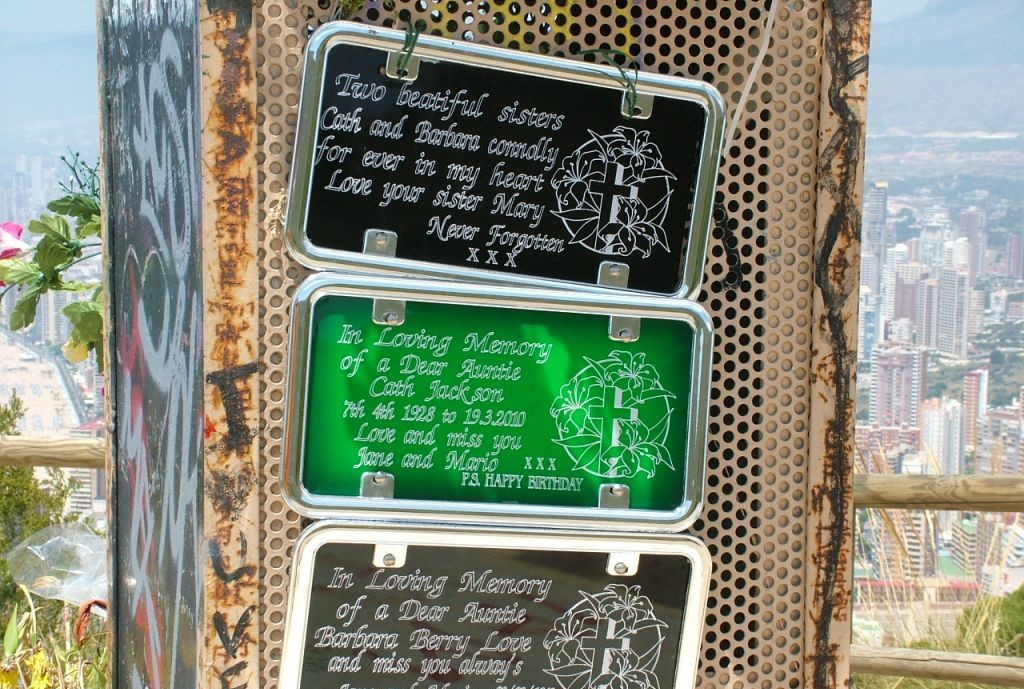 Two beatiful sisters
Cath and Barbara connolly
for ever in my heart
Love your sister Mary
Never Forgotten
X X X
In Loving Memory
of a Dear Auntie
Cath Jackson
7th 4th 1928 to 19.3.2010
Love and miss you
Jane and Mario XXX
P.S. HAPPY BIRTHDAY
In Loving Memory
of a Dear Auntie
Barbara Berry Love
and miss you alway's